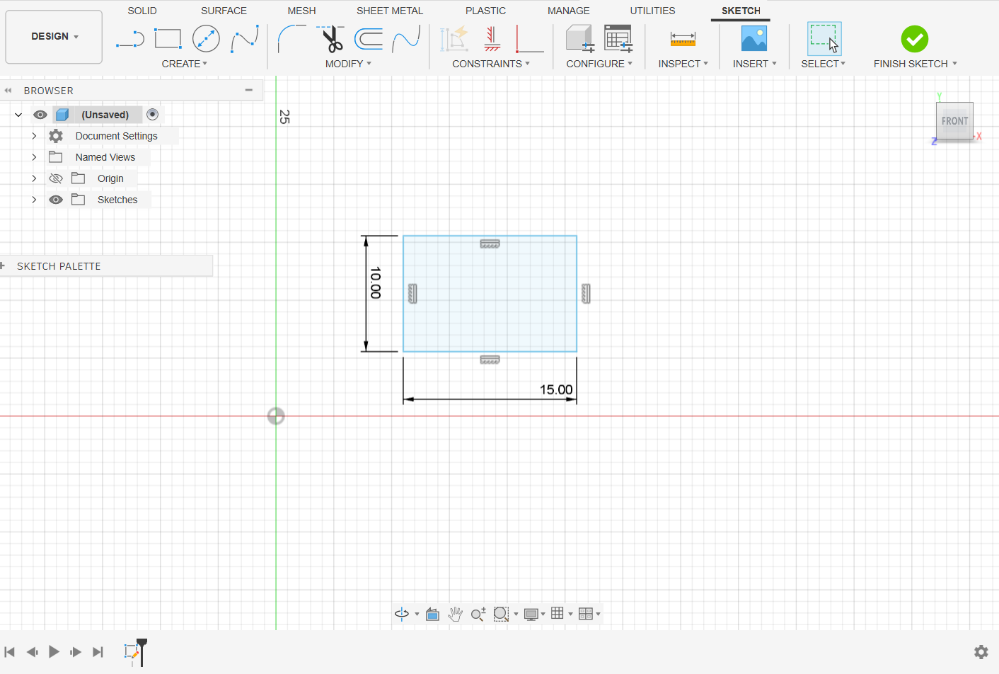 SOLID SURFACE MESH SHEET METAL PLASTIC MANAGE UTILITIES SKETCH
DESIGN
CREATE MODIFY CONSTRAINTS CONFIGURE INSPECT INSERT SELECT FINISH SKETCH
BROWSER
(Unsaved)
Document Settings
Named Views
Origin
Sketches
SKETCH PALETTE
25
Y
FRONT
X
Z
10.00
15.00